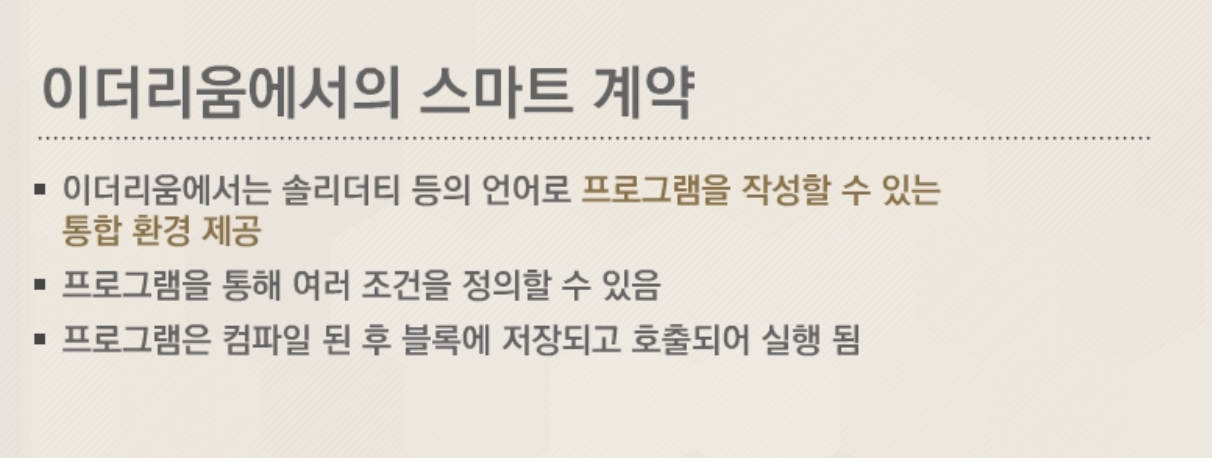 이더리움에서의 스마트 계약
▪ 이더리움에서는 솔리더티 등의 언어로 프로그램을 작성할 수 있는
통합 환경 제공
▪ 프로그램을 통해 여러 조건을 정의할 수 있음
▪ 프로그램은 컴파일 된 후 블록에 저장되고 호출되어 실행 됨